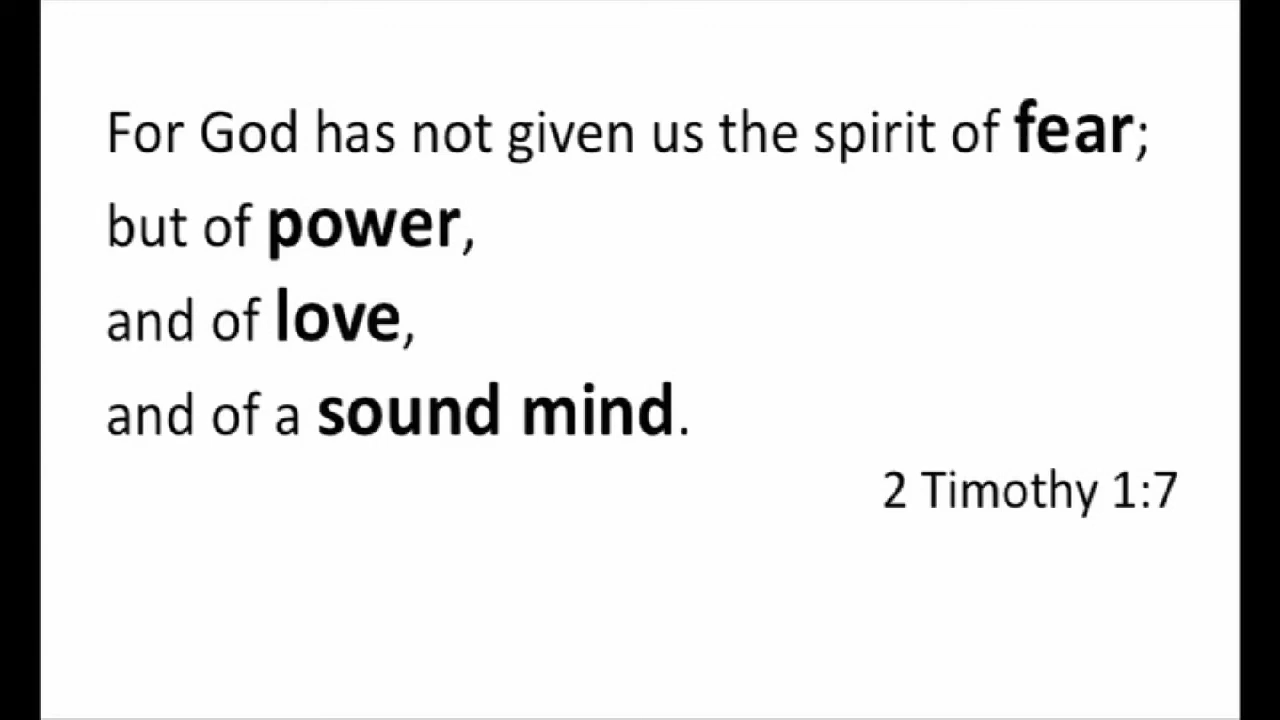 For God has not given us the spirit of fear;
but of power,
and of love,
and of a sound mind.
2 Timothy 1:7